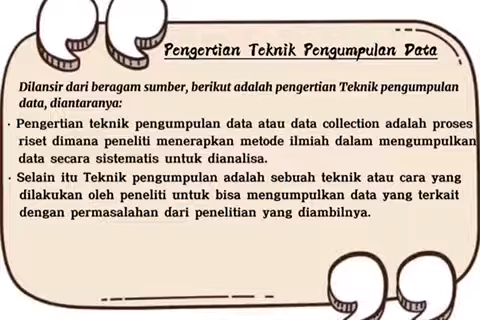 Pengertian Teknik Pengumpulan Data
Dilansir dari beragam sumber, berikut adalah pengertian Teknik pengumpulan
data, diantaranya:
· Pengertian teknik pengumpulan data atau data collection adalah proses
riset dimana peneliti menerapkan metode ilmiah dalam mengumpulkan
data secara sistematis untuk dianalisa.
· Selain itu Teknik pengumpulan adalah sebuah teknik atau cara yang
dilakukan oleh peneliti untuk bisa mengumpulkan data yang terkait
dengan permasalahan dari penelitian yang diambilnya.